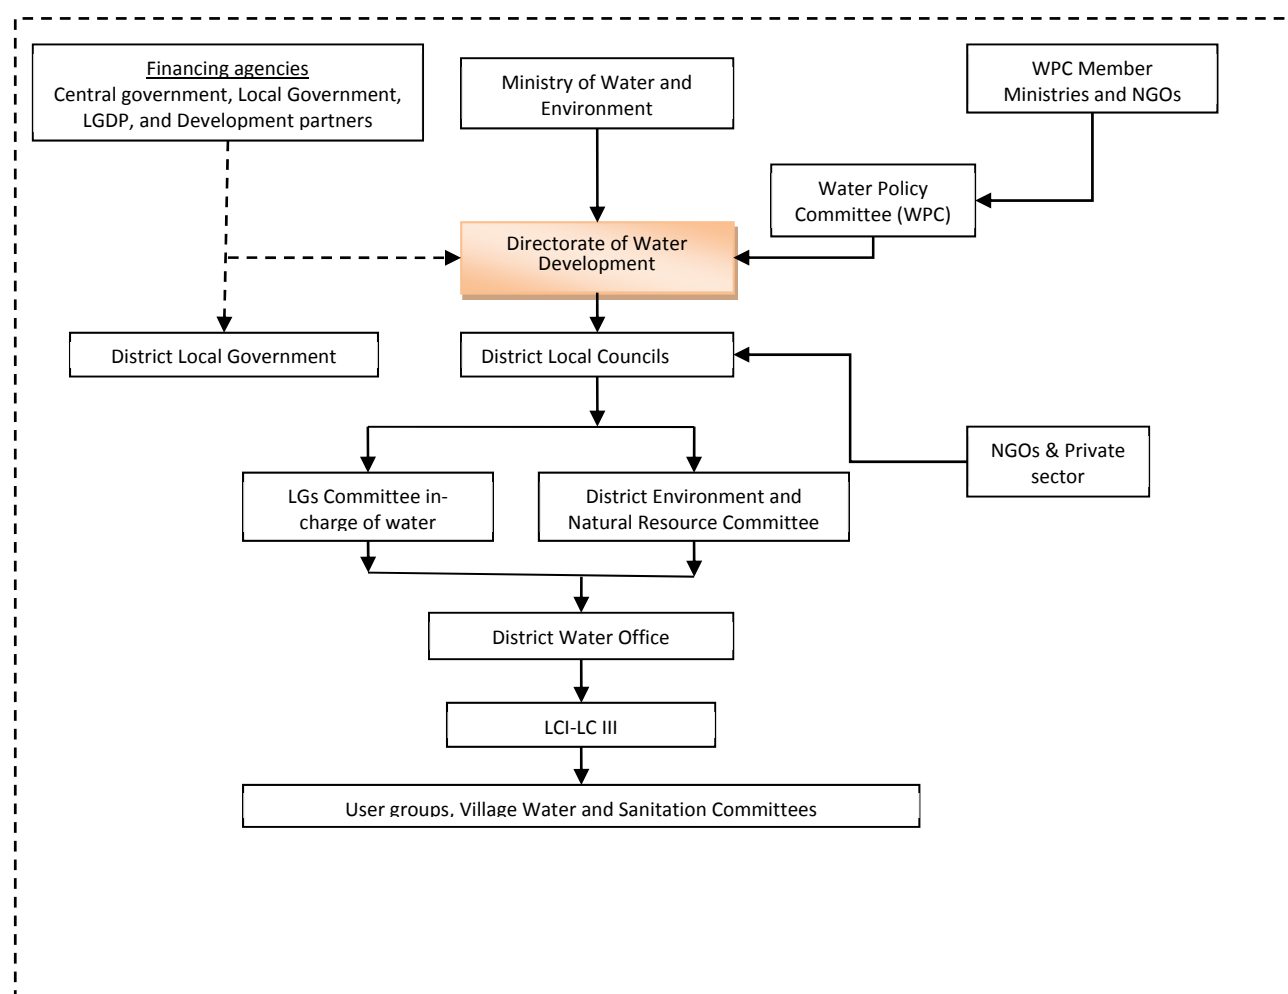 Financing agencies
Central government, Local Government,
LGDP, and Development partners
Ministry of Water and
Environment
WPC Member
Ministries and NGOs
Water Policy
Committee (WPC)
Directorate of Water
Development
District Local Government
District Local Councils
NGOs & Private
sector
LGs Committee in-
charge of water
District Environment and
Natural Resource Committee
District Water Office
LCI-LC III
User groups, Village Water and Sanitation Committees